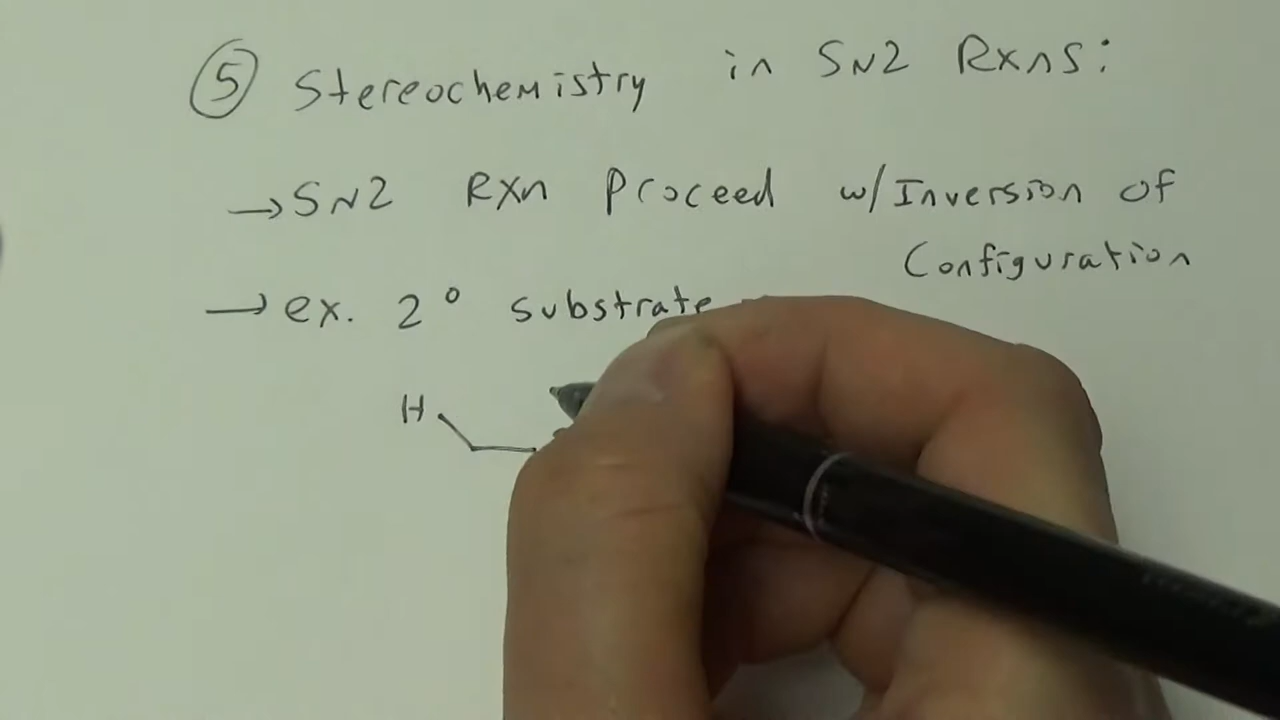 ⑤ Stereochemistry in SN2 Rxns:
→ SN2 Rxn Proceed w/Inversion of
Configuration
→ ex. 2° substrate
H